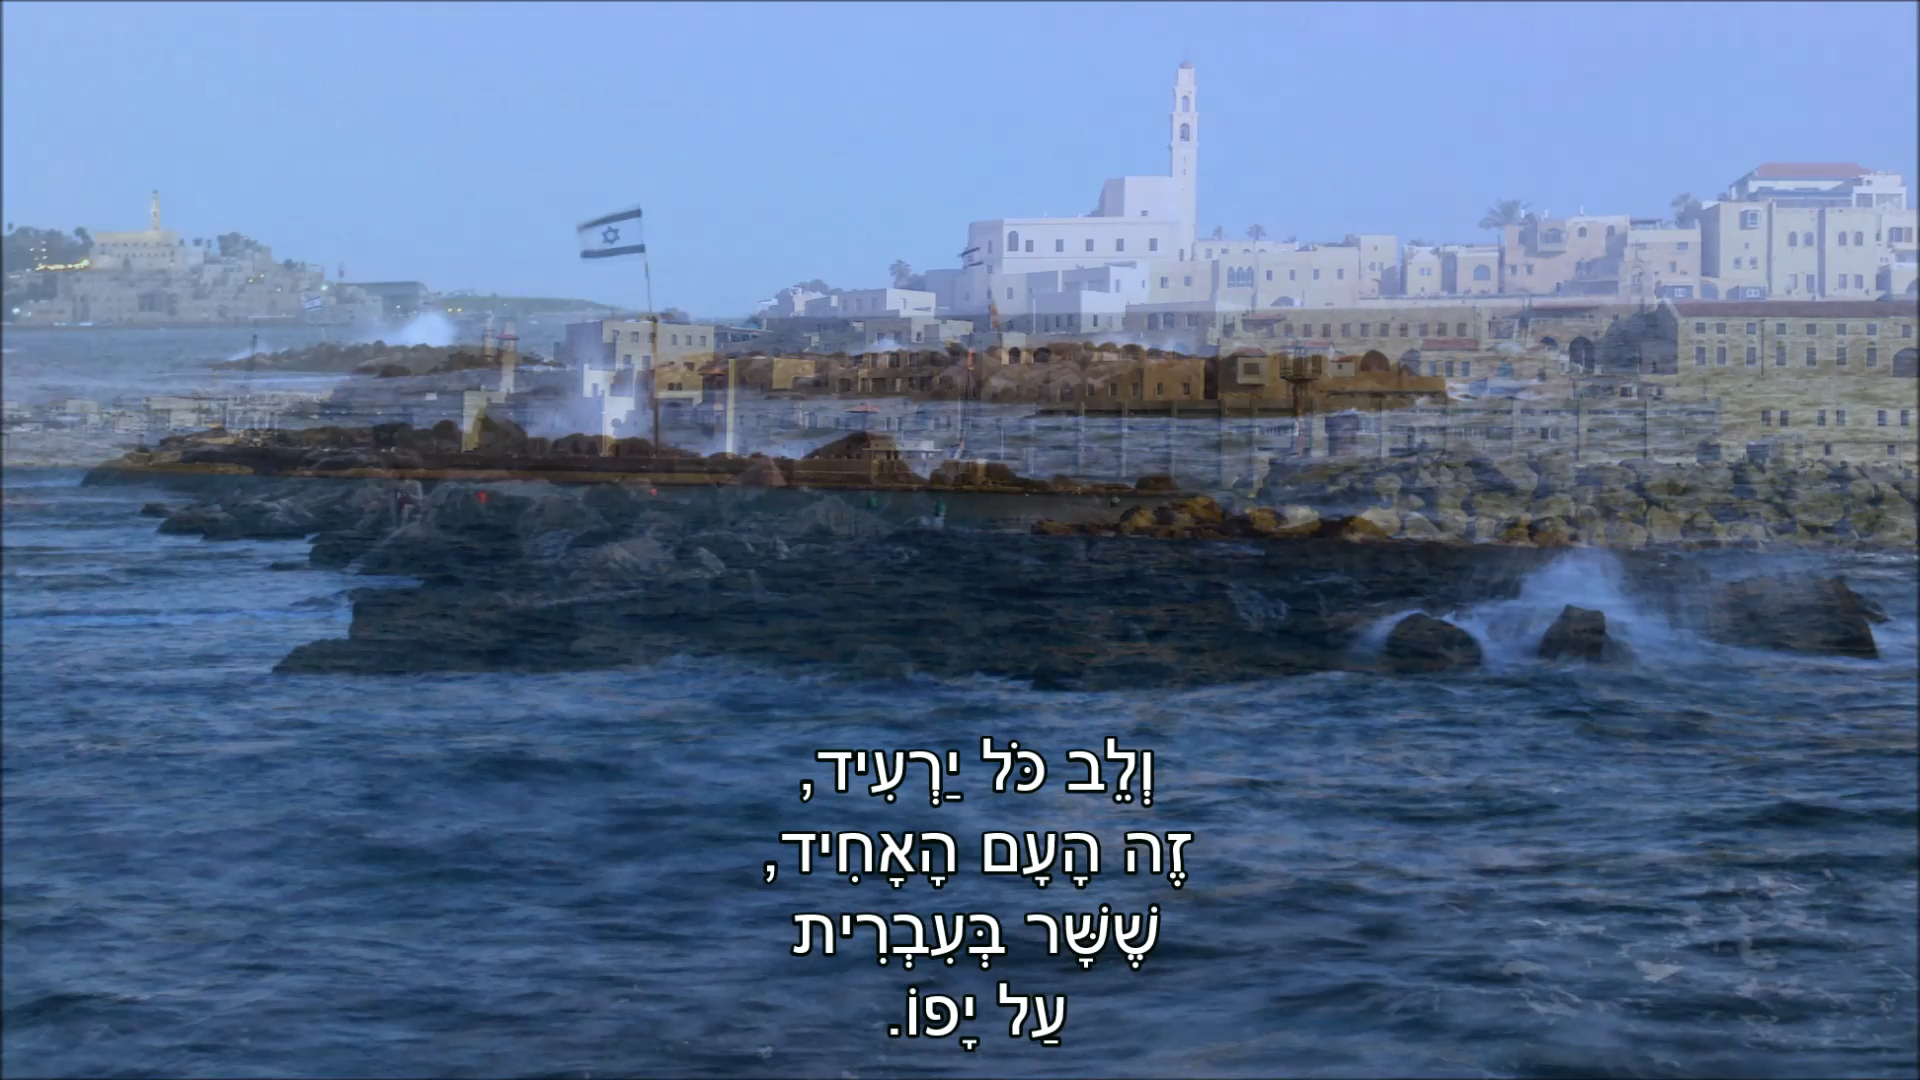 וְלֵב כֹּל יַרְעִיד,
זֶה הָעָם הָאָחִיד,
שֶׁשָּׁר בְּעִבְרִית
עַל יָפוֹ.